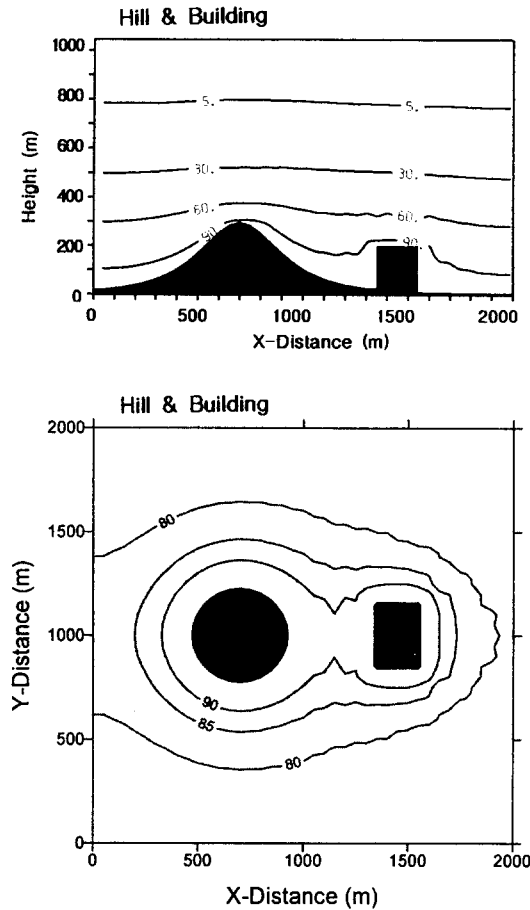 Hill & Building
1000
800
600
400
200
0
Height (m)
5. 5.
30. 30.
60. 60.
90. 90.
0 500 1000 1500 2000
X-Distance (m)
Hill & Building
2000
1500
1000
500
0
Y-Distance (m)
80
90
85
80
0 500 1000 1500 2000
X-Distance (m)